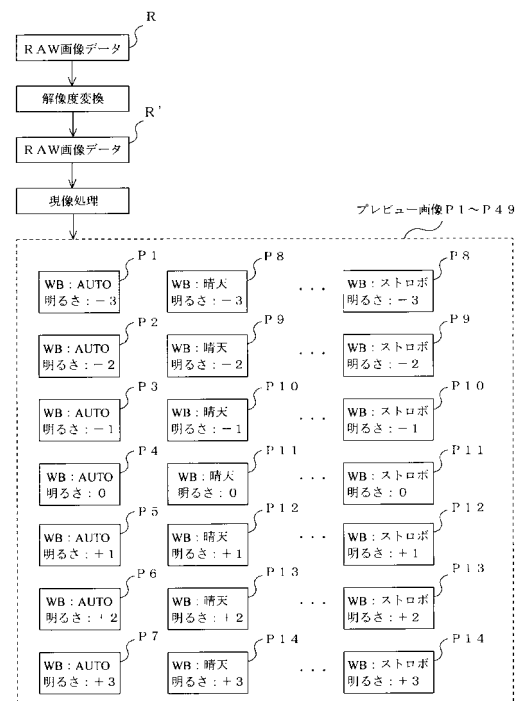 R
RAW画像データ
解像度変換
R'
RAW画像データ
現像処理
プレビュー画像P1～P49
P1 P8 P8
WB：AUTO WB：晴天 WB：ストロボ
明るさ：－3 明るさ：－3 ... 明るさ：－3
P2 P9 P9
WB：AUTO WB：晴天 WB：ストロボ
明るさ：－2 明るさ：－2 ... 明るさ：－2
P3 P10 P10
WB：AUTO WB：晴天 WB：ストロボ
明るさ：－1 明るさ：－1 ... 明るさ：－1
P4 P11 P11
WB：AUTO WB：晴天 WB：ストロボ
明るさ：0 明るさ：0 ... 明るさ：0
P5 P12 P12
WB：AUTO WB：晴天 WB：ストロボ
明るさ：＋1 明るさ：＋1 ... 明るさ：＋1
P6 P13 P13
WB：AUTO WB：晴天 WB：ストロボ
明るさ：＋2 明るさ：＋2 ... 明るさ：＋2
P7 P14 P14
WB：AUTO WB：晴天 WB：ストロボ
明るさ：＋3 明るさ：＋3 ... 明るさ：＋3